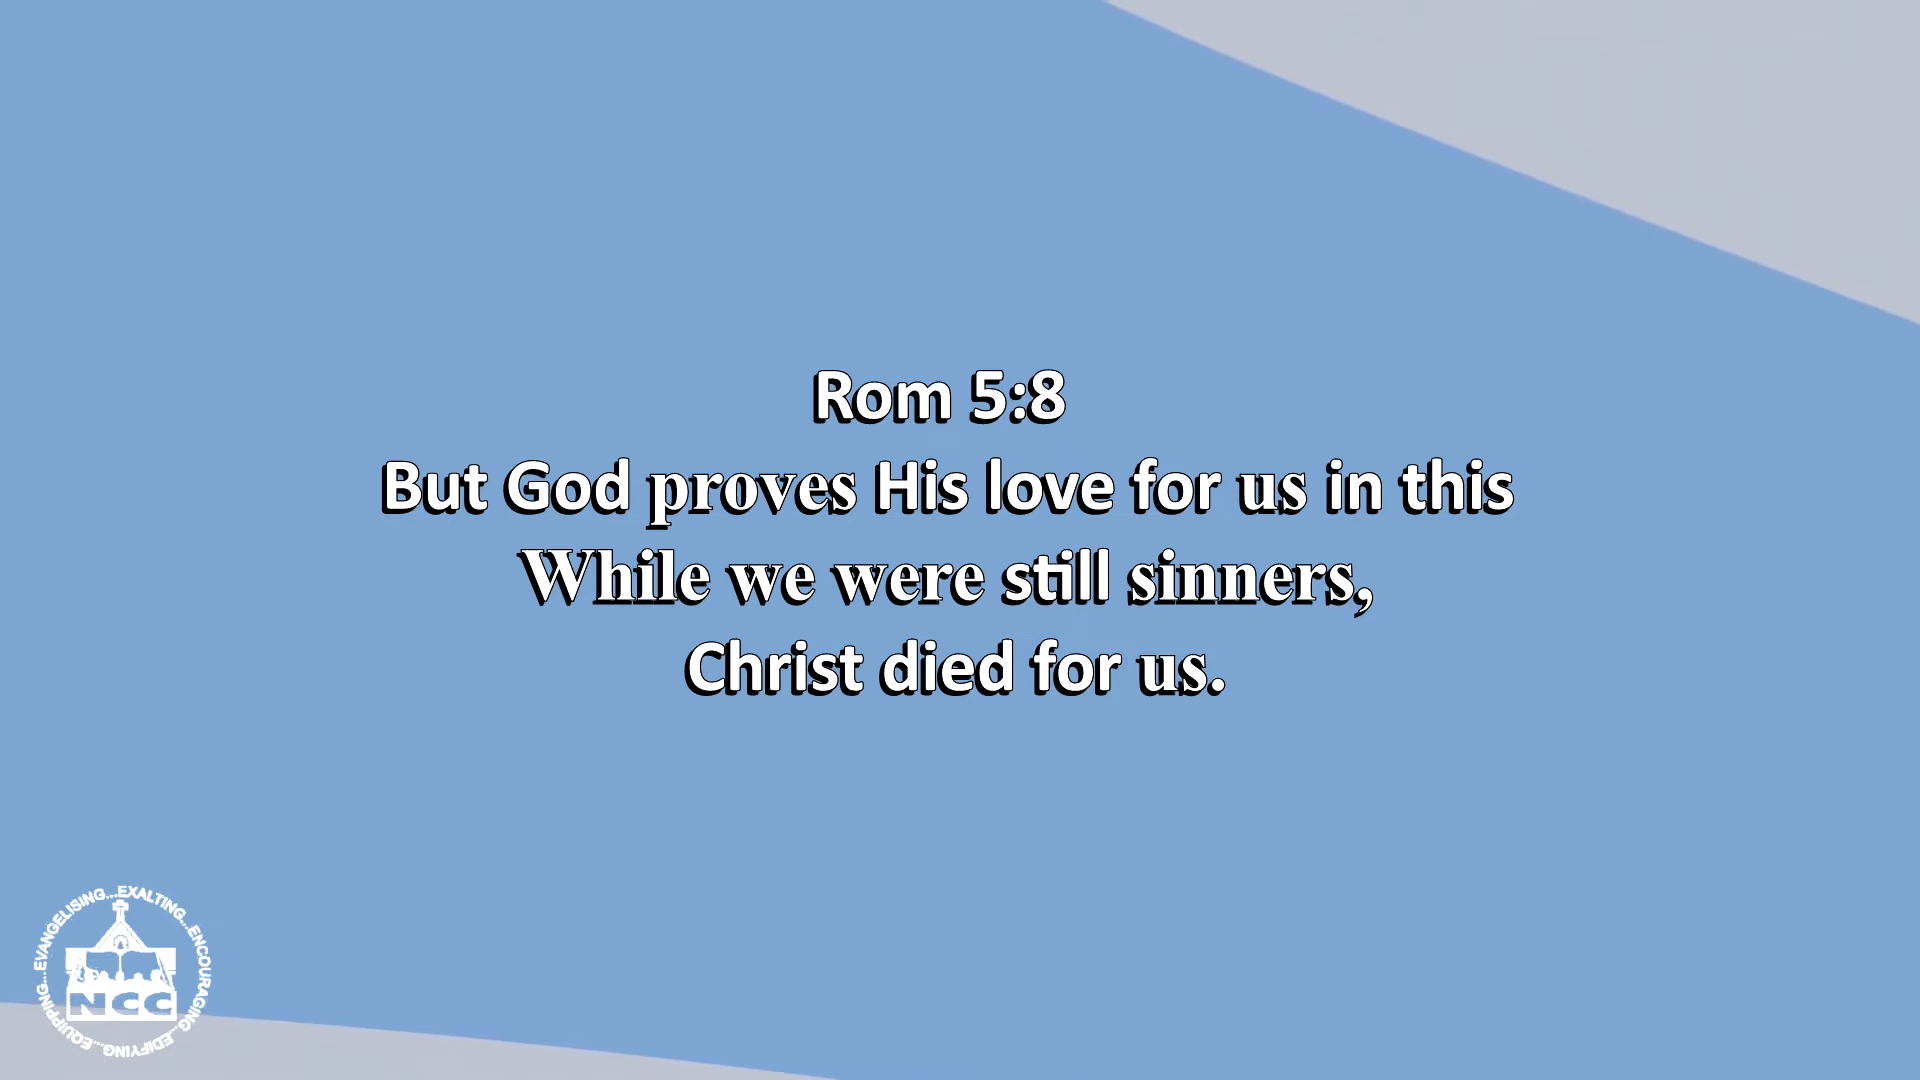 Rom 5:8
But God proves His love for us in this
While we were still sinners,
Christ died for us.
EVANGELISING...EXALTING...ENCOURAGING...EDIFYING...EQUIPPING...
NCC